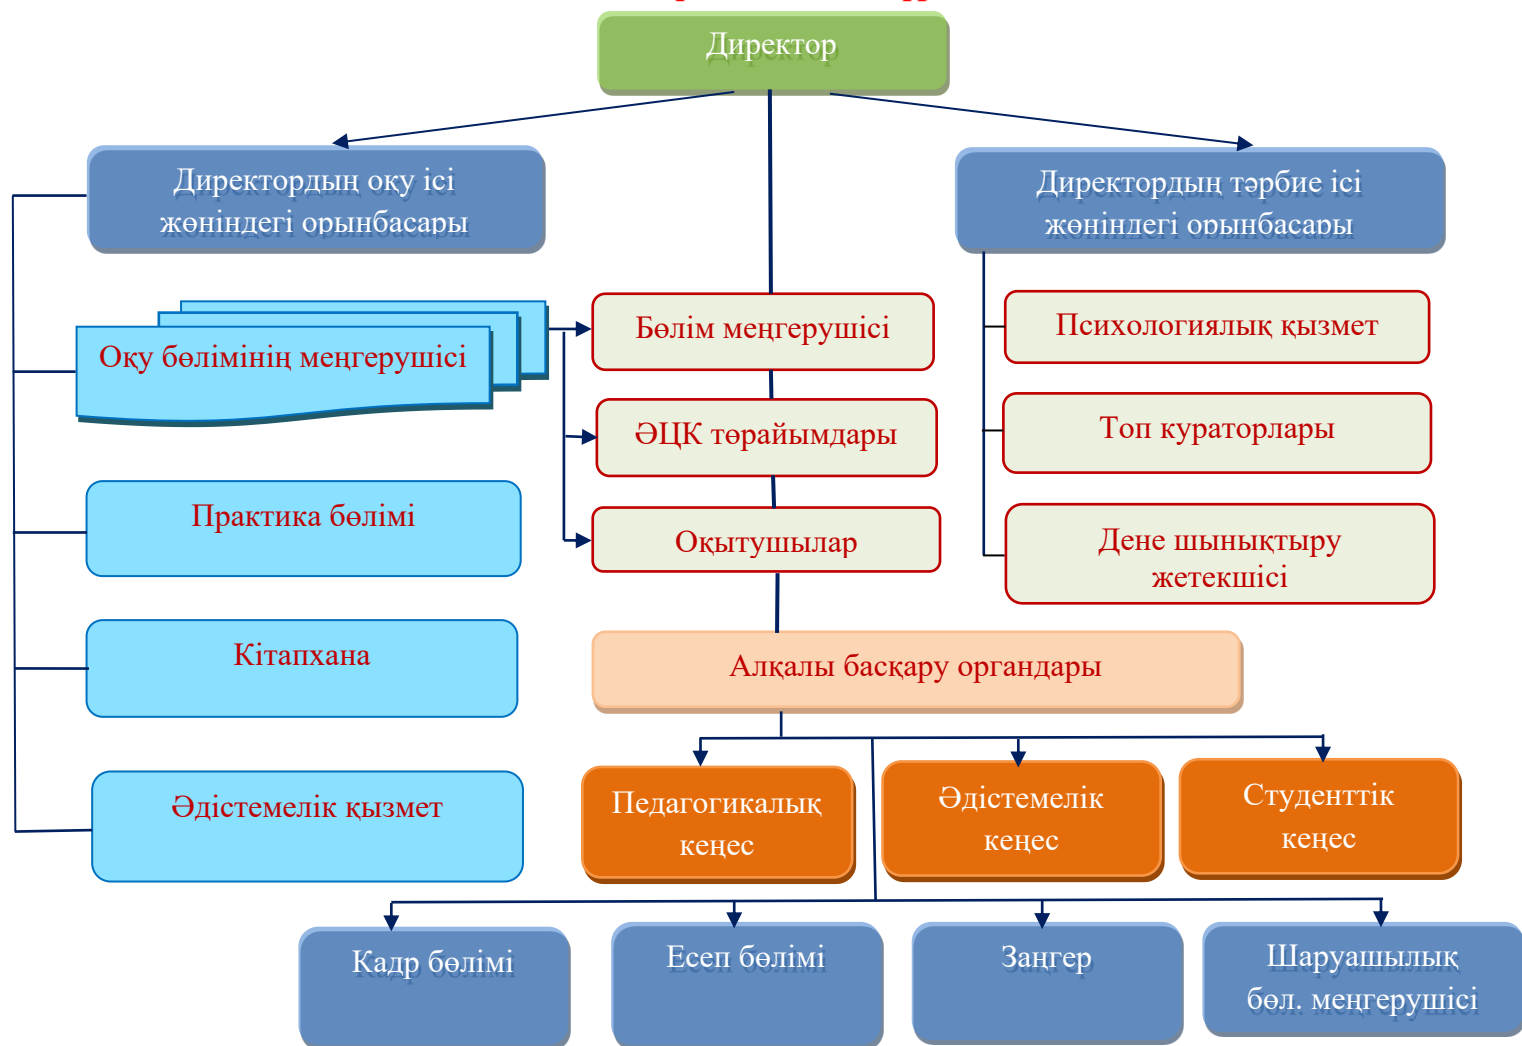 Директор
Директордың оқу ісі
жөніндегі орынбасары
Директордың тәрбие ісі
жөніндегі орынбасары
Оқу бөлімінің меңгерушісі
Бөлім меңгерушісі
Психологиялық қызмет
ӘЦК төрайымдары
Топ кураторлары
Практика бөлімі
Оқытушылар
Дене шынықтыру
жетекшісі
Кітапхана
Алқалы басқару органдары
Әдістемелік қызмет
Педагогикалық
кеңес
Әдістемелік
кеңес
Студенттік
кеңес
Кадр бөлімі
Есеп бөлімі
Заңгер
Шаруашылық
бөл. меңгерушісі